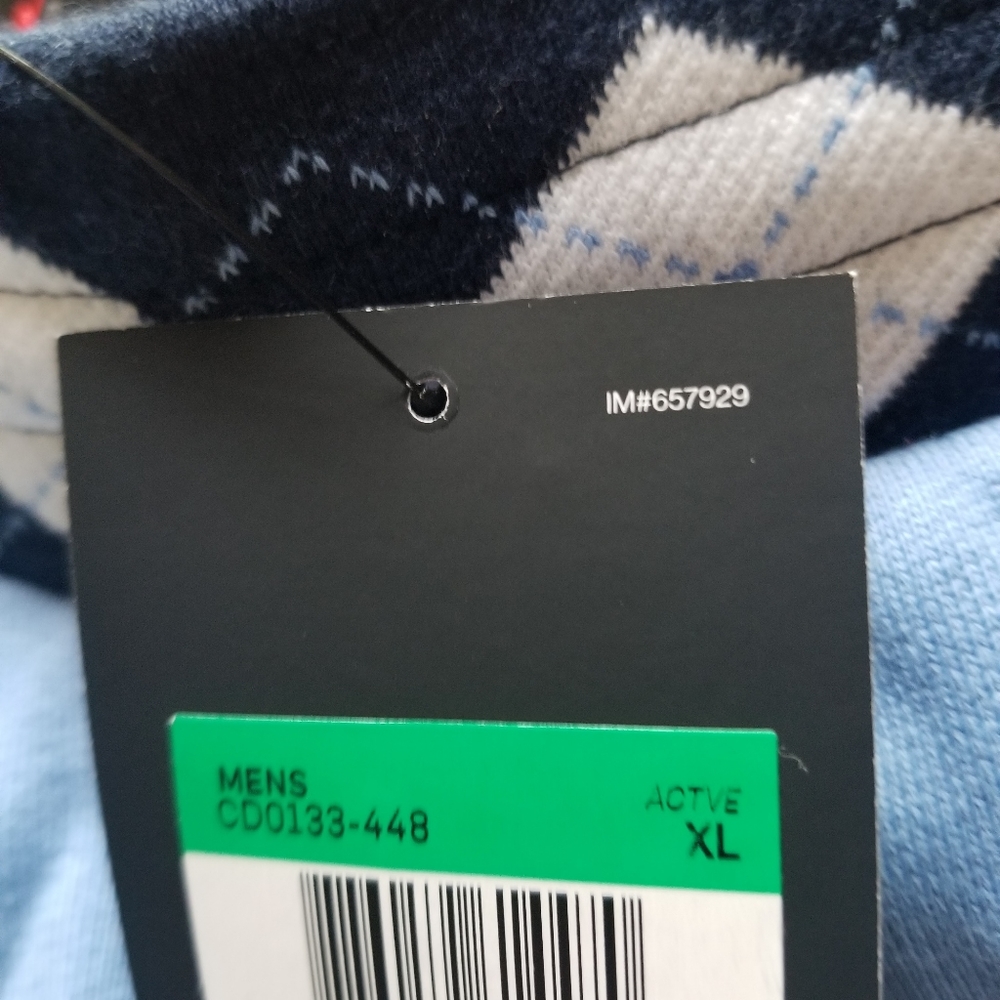 IM#657929
MENS
CD0133-448
ACTVE
XL